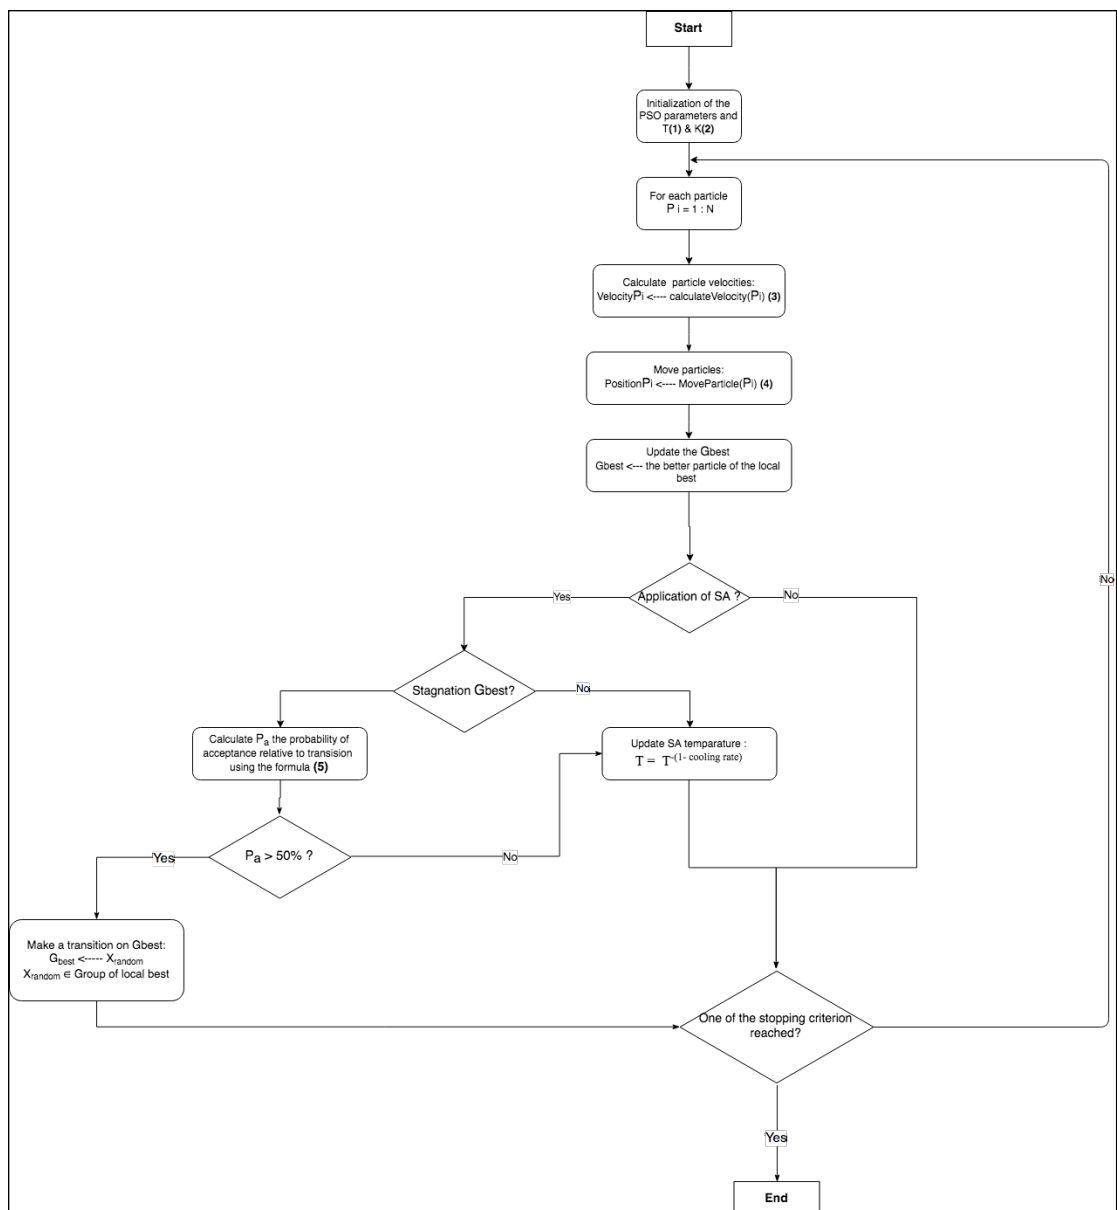 Start
Initialization of the
PSO parameters and
T(1) & K(2)
For each particle
P i = 1 : N
Calculate particle velocities:
VelocityPi <---- calculateVelocity(Pi) (3)
Move particles:
PositionPi <---- MoveParticle(Pi) (4)
Update the Gbest
Gbest <--- the better particle of the local
best
Application of SA ?
Yes
No
No
Stagnation Gbest?
No
Calculate Pa the probability of
acceptance relative to transision
using the formula (5)
Update SA temparature :
T = T-(1- cooling rate)
Pa > 50% ?
Yes
No
Make a transition on Gbest:
Gbest <----- Xrandom
Xrandom ∈ Group of local best
One of the stopping criterion
reached?
Yes
End